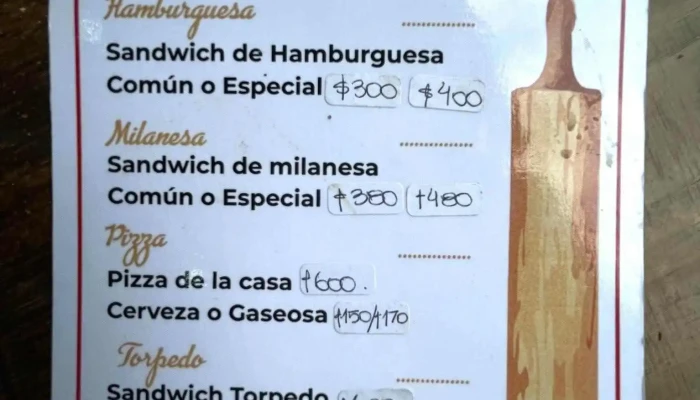 Hamburguesa
Sandwich de Hamburguesa
Común o Especial $300 $400
Milanesa
Sandwich de milanesa
Común o Especial $380 $480
Pizza
Pizza de la casa $600.
Cerveza o Gaseosa $150/$170
Torpedo
Sandwich Torpedo